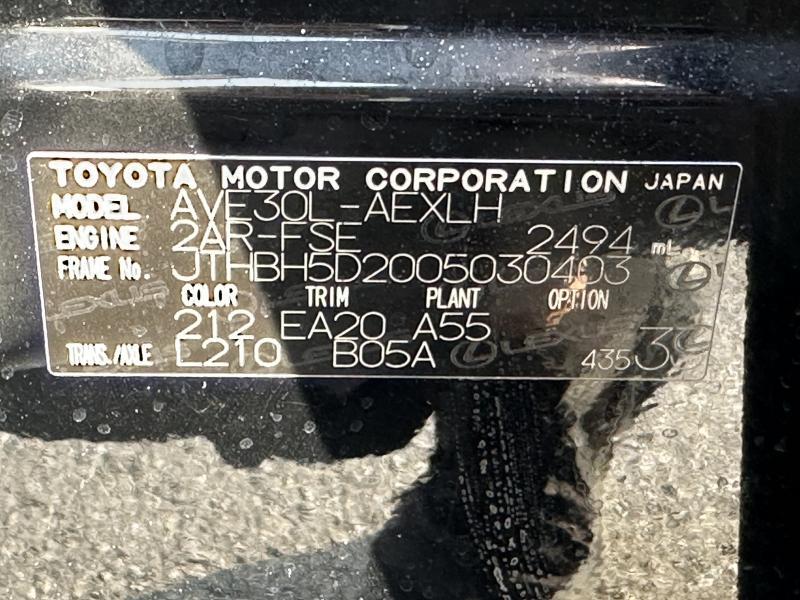 TOYOTA MOTOR CORPORATION JAPAN
MODEL AVE30L-AEXLH
ENGINE 2AR-FSE 2494 mL
FRAME No. JTHBH5D2005030403
COLOR TRIM PLANT OPTION
212 EA20 A55
TRANS./AXLE L210 B05A 4353